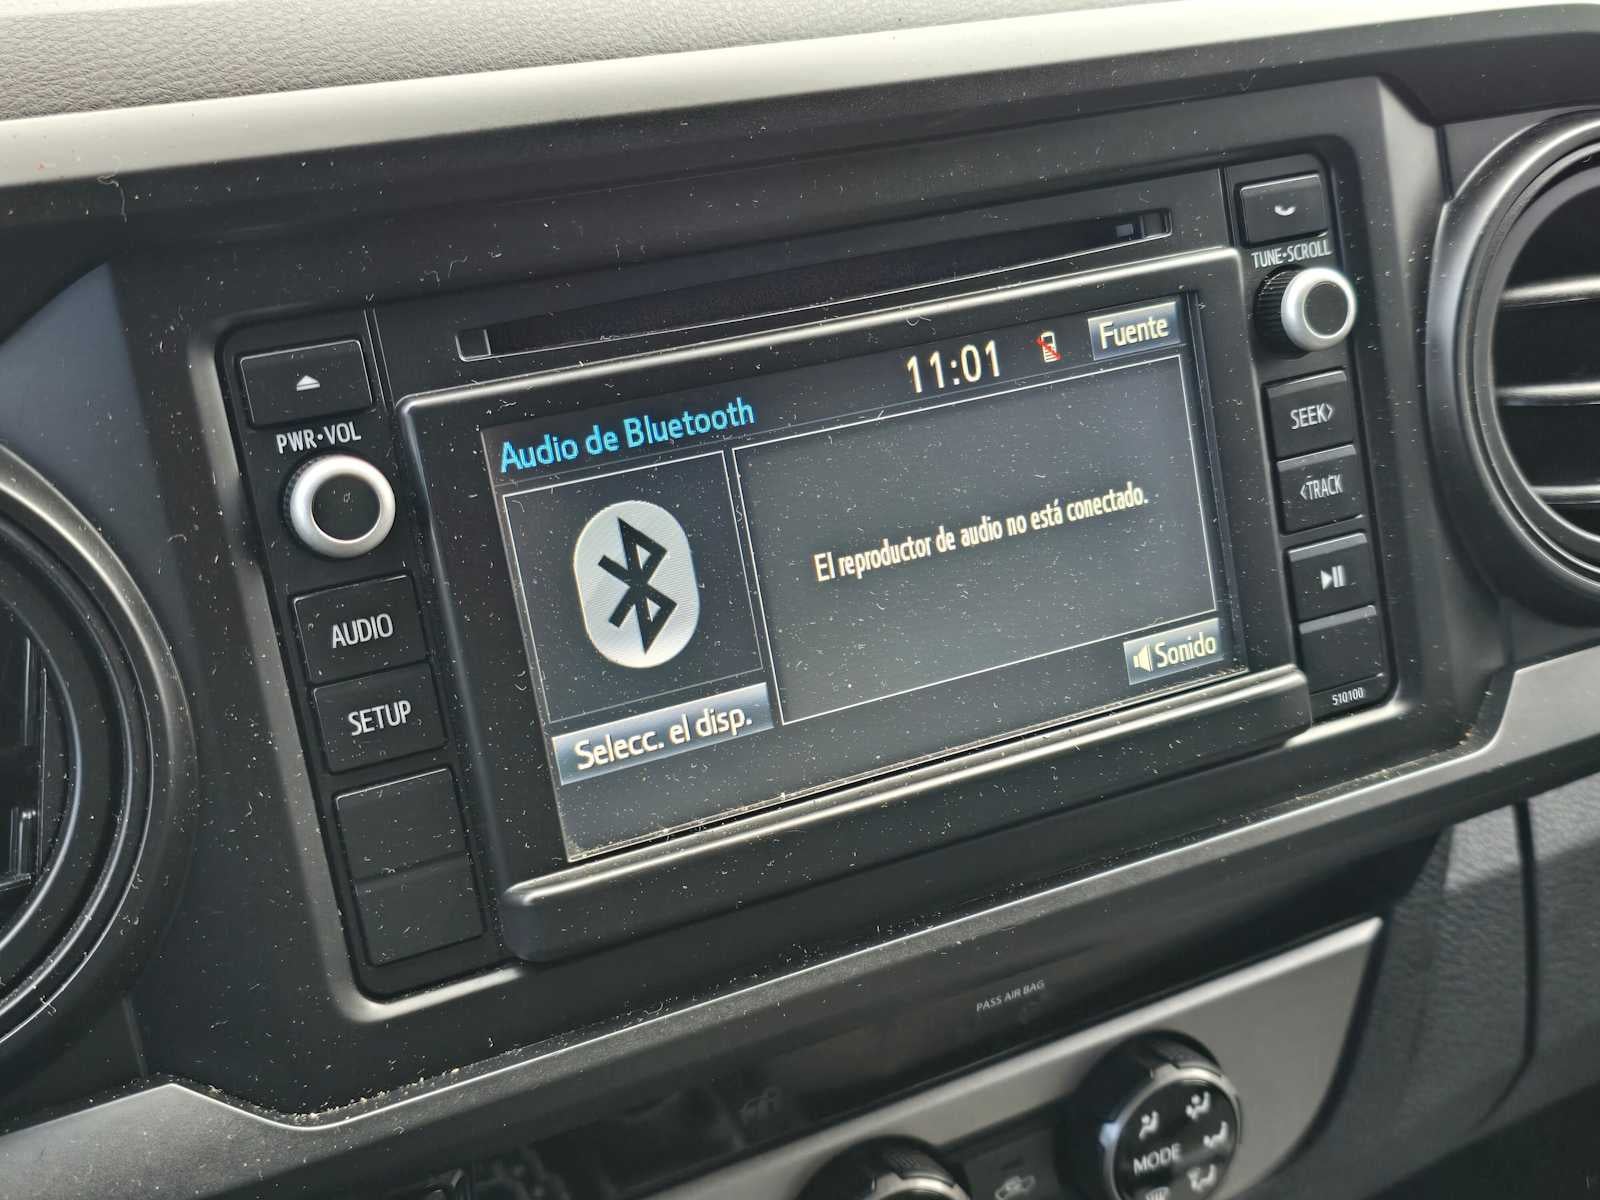 TUNE•SCROLL
11:01
Fuente
Audio de Bluetooth
PWR•VOL
SEEK>
<TRACK
El reproductor de audio no está conectado.
AUDIO
Sonido
SETUP
Selecc. el disp.
510100
PASS AIR BAG
MODE